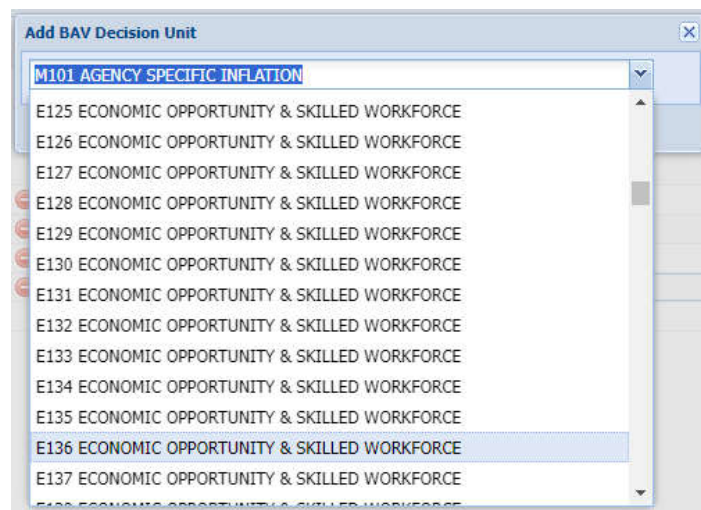 Add BAV Decision Unit
M101 AGENCY SPECIFIC INFLATION
E125 ECONOMIC OPPORTUNITY & SKILLED WORKFORCE
E126 ECONOMIC OPPORTUNITY & SKILLED WORKFORCE
E127 ECONOMIC OPPORTUNITY & SKILLED WORKFORCE
E128 ECONOMIC OPPORTUNITY & SKILLED WORKFORCE
E129 ECONOMIC OPPORTUNITY & SKILLED WORKFORCE
E130 ECONOMIC OPPORTUNITY & SKILLED WORKFORCE
E131 ECONOMIC OPPORTUNITY & SKILLED WORKFORCE
E132 ECONOMIC OPPORTUNITY & SKILLED WORKFORCE
E133 ECONOMIC OPPORTUNITY & SKILLED WORKFORCE
E134 ECONOMIC OPPORTUNITY & SKILLED WORKFORCE
E135 ECONOMIC OPPORTUNITY & SKILLED WORKFORCE
E136 ECONOMIC OPPORTUNITY & SKILLED WORKFORCE
E137 ECONOMIC OPPORTUNITY & SKILLED WORKFORCE